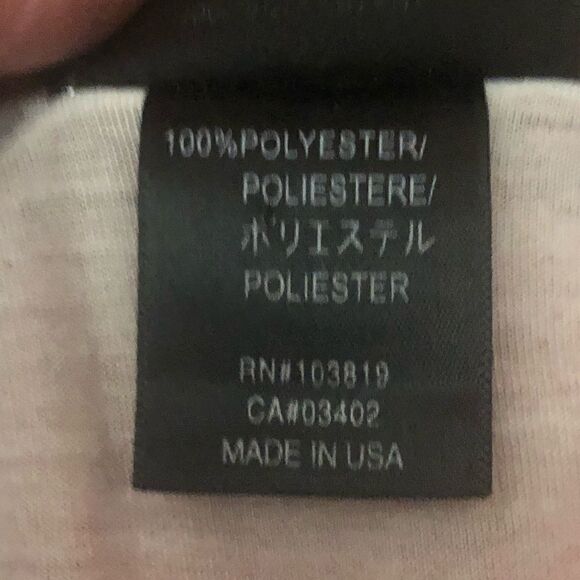 100%POLYESTER/
POLIESTERE/
ポリエステル
POLIESTER
RN#103819
CA#03402
MADE IN USA